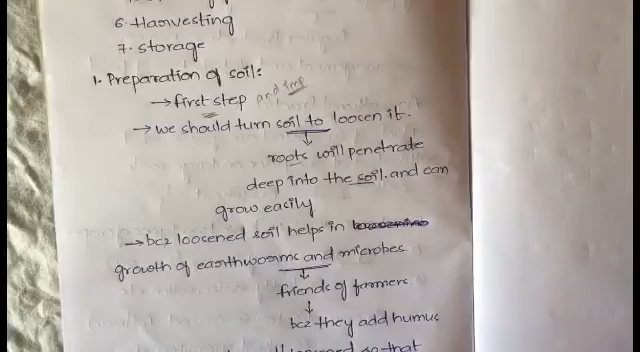 6. Harvesting
7. storage
1. Preparation of soil:
→ first step and imp
→ we should turn soil to loosen it.
↓
roots will penetrate
deep into the soil. and can
grow easily
→ bcz loosened soil helps in
growth of earthworms and microbes.
↓
friends of farmers
↓
bcz they add humus
so that